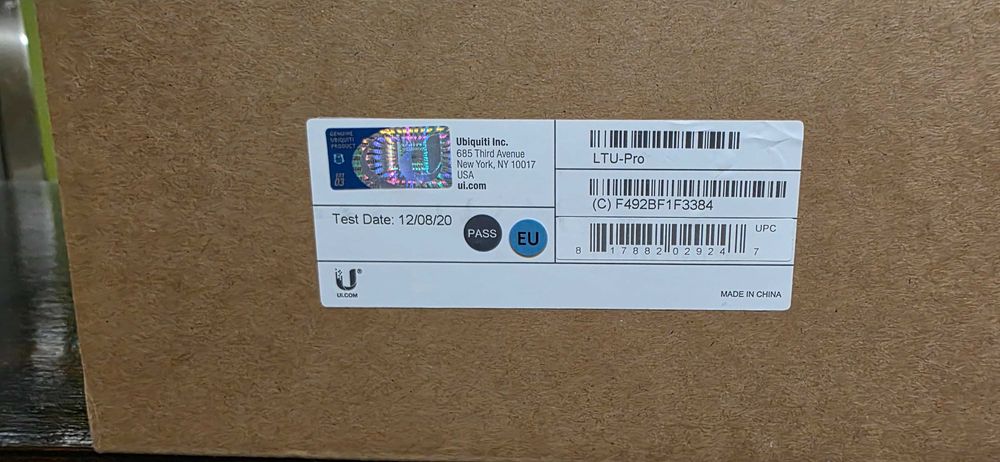 GENUINE
UBIQUITI
PRODUCT
03
Ubiquiti Inc.
685 Third Avenue
New York, NY 10017
USA
ui.com
LTU-Pro
(C) F492BF1F3384
Test Date: 12/08/20
PASS
EU
UPC
8 17882 02924 7
U®
UI.COM
MADE IN CHINA